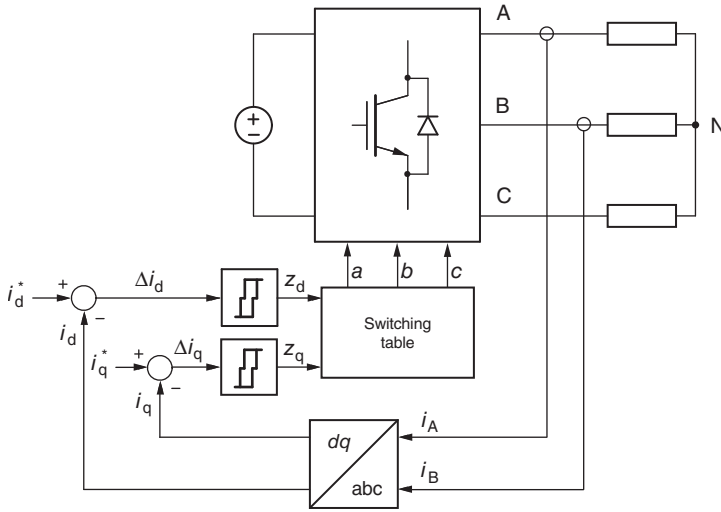 A
B
N
C
a b c
i*d
+
Δid
zd
−
id
Switching
table
i*q
+
Δiq
zq
−
iq
dq
iA
abc
iB